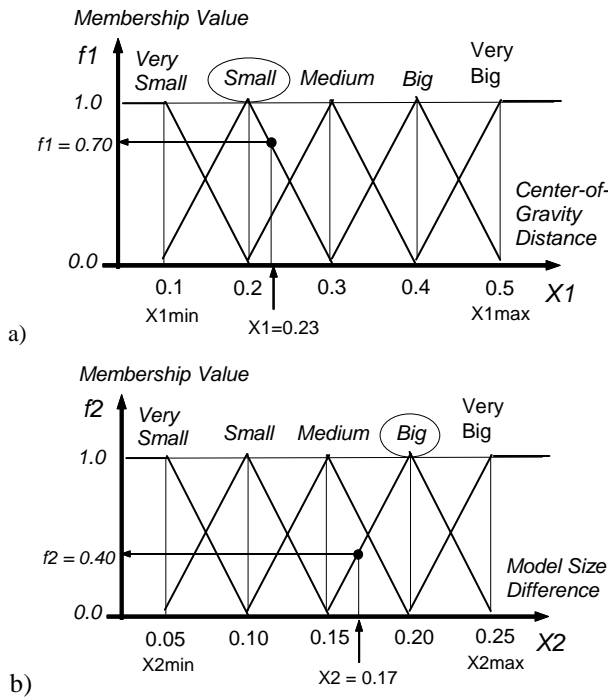 Membership Value
f1
Very
Small
Small
Medium
Big
Very
Big
1.0
f1 = 0.70
Center-of-
Gravity
Distance
0.0
0.1
0.2
0.3
0.4
0.5
X1
X1min
X1=0.23
X1max
a)
Membership Value
f2
Very
Small
Small
Medium
Big
Very
Big
1.0
f2 = 0.40
Model Size
Difference
0.0
0.05
0.10
0.15
0.20
0.25
X2
X2min
X2 = 0.17
X2max
b)